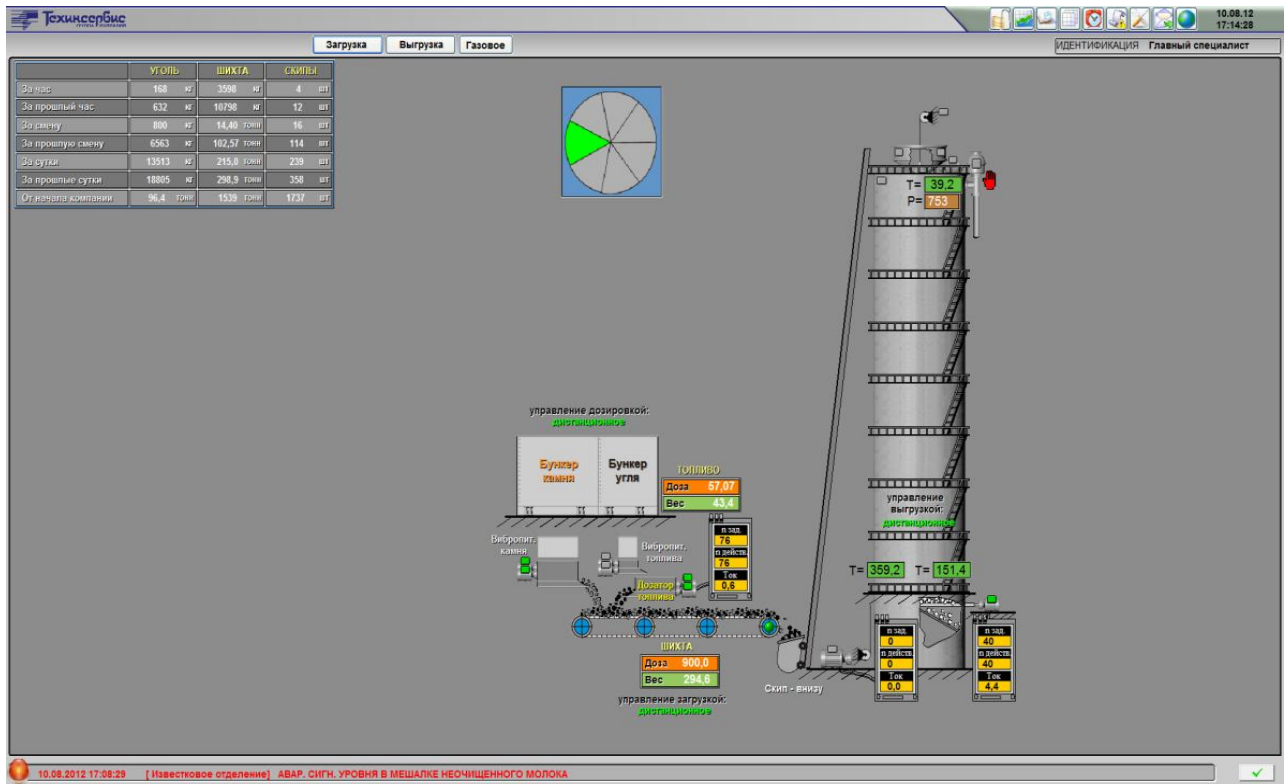 Техинсервис
ГРУППА КОМПАНИЙ
10.08.12
17:14:28
Загрузка Выгрузка Газовое
ИДЕНТИФИКАЦИЯ Главный специалист
УГОЛЬ ШИХТА СКИПЫ
За час 168 кг 3598 кг 4 шт
За прошлый час 632 кг 10798 кг 12 шт
За смену 800 кг 14,40 тонн 16 шт
За прошлую смену 6563 кг 102,57 тонн 114 шт
За сутки 13513 кг 215,0 тонн 239 шт
За прошлые сутки 18805 кг 298,9 тонн 358 шт
От начала компании 96,4 тонн 1539 тонн 1737 шт
T= 39,2
P= 753
управление дозировкой:
дистанционное
Бункер камня
Бункер угля
ТОПЛИВО
Доза 57,07
Вес 43,4
управление
выгрузкой:
дистанционное
Вибропит.
камня
Вибропит.
топлива
n зад.
76
n действ.
76
Ток
0,6
Дозатор
топлива
T= 359,2 T= 151,4
ШИХТА
Доза 900,0
Вес 294,6
управление загрузкой:
дистанционное
Скип - внизу
n зад.
0
n действ.
0
Ток
0,0
n зад.
40
n действ.
40
Ток
4,4
10.08.2012 17:08:29 [ Известковое отделение] АВАР. СИГН. УРОВНЯ В МЕШАЛКЕ НЕОЧИЩЕННОГО МОЛОКА